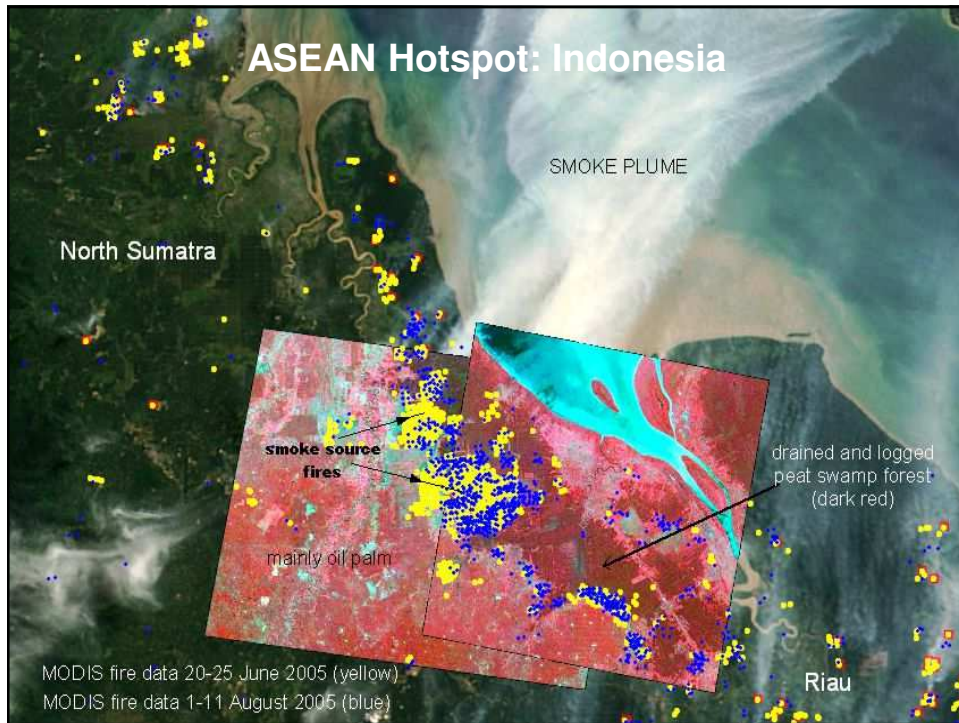 ASEAN Hotspot: Indonesia
SMOKE PLUME
North Sumatra
smoke source
fires
drained and logged
peat swamp forest
(dark red)
mainly oil palm
MODIS fire data 20-25 June 2005 (yellow)
MODIS fire data 1-11 August 2005 (blue)
Riau